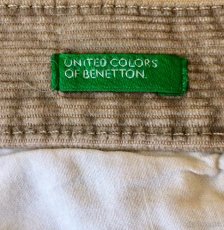 UNITED COLORS
OF BENETTON.